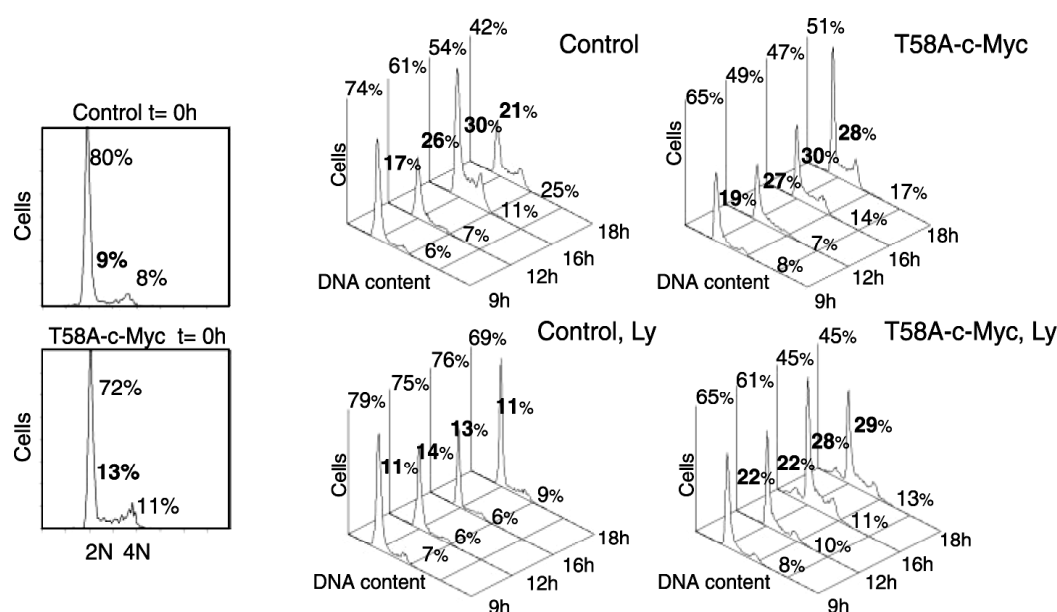 Control t= 0h
80%
9%
8%
Cells
T58A-c-Myc t= 0h
72%
13%
11%
Cells
2N 4N
Control
74%
61%
54%
42%
17%
26%
30%
21%
6%
7%
11%
25%
Cells
DNA content
9h
12h
16h
18h
T58A-c-Myc
65%
49%
47%
51%
19%
27%
30%
28%
8%
7%
14%
17%
Cells
DNA content
9h
12h
16h
18h
Control, Ly
79%
75%
76%
69%
11%
14%
13%
11%
7%
6%
6%
9%
Cells
DNA content
9h
12h
16h
18h
T58A-c-Myc, Ly
65%
61%
45%
45%
22%
22%
28%
29%
8%
10%
11%
13%
Cells
DNA content
9h
12h
16h
18h